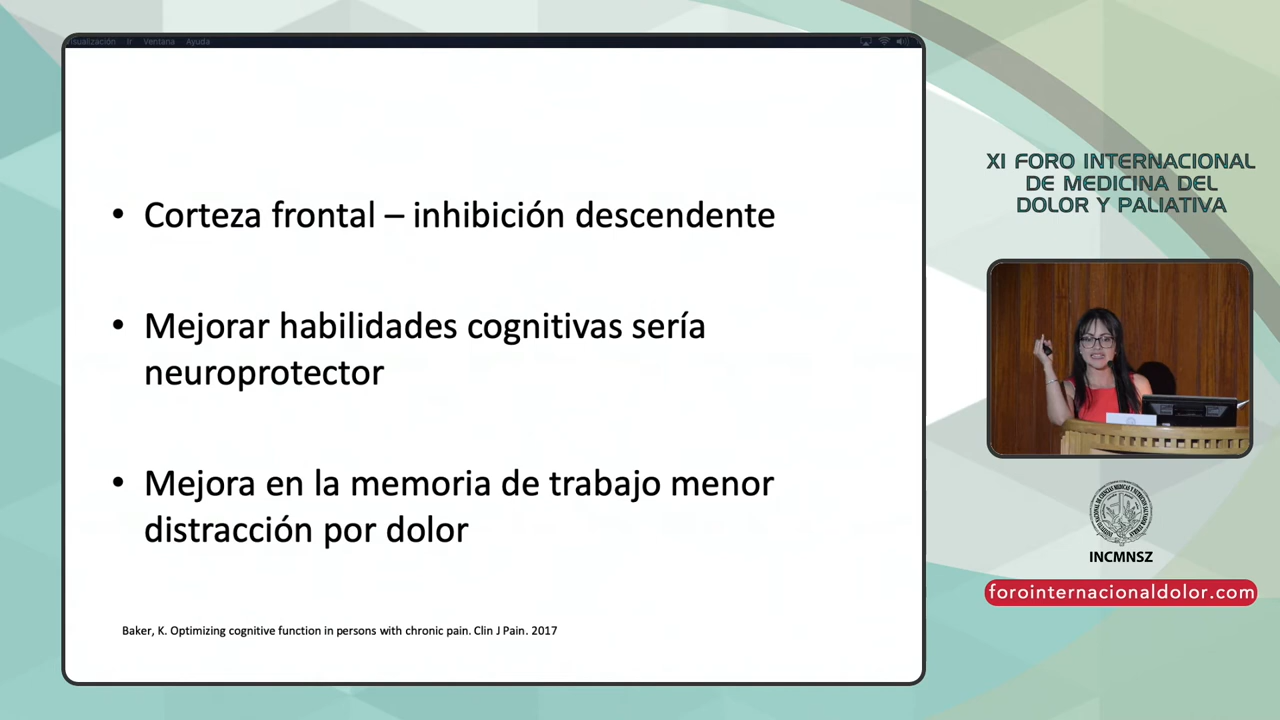 Visualización Ir Ventana Ayuda
• Corteza frontal – inhibición descendente
• Mejorar habilidades cognitivas sería
neuroprotector
• Mejora en la memoria de trabajo menor
distracción por dolor
Baker, K. Optimizing cognitive function in persons with chronic pain. Clin J Pain. 2017
XI FORO INTERNACIONAL
DE MEDICINA DEL
DOLOR Y PALIATIVA
INCMNSZ
forointernacionaldolor.com